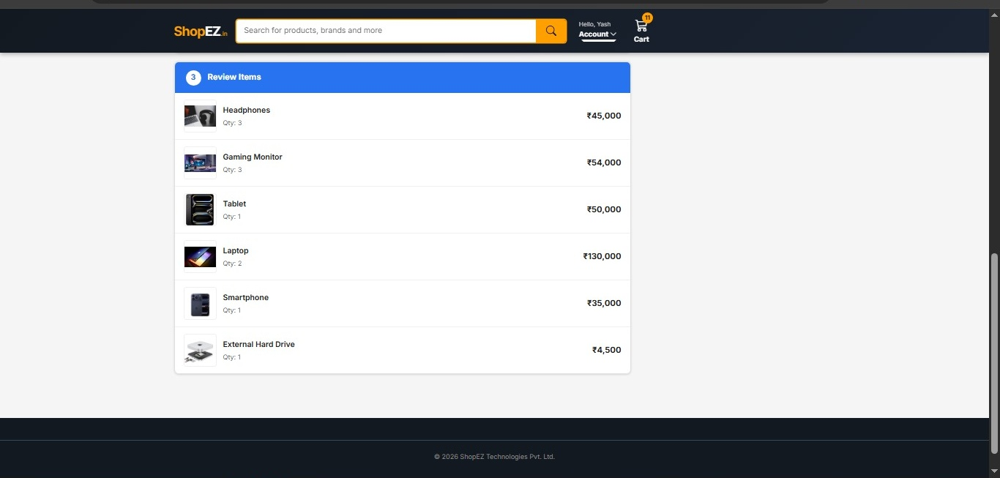 ShopEZ.in
Search for products, brands and more
Hello, Yash
Account
11
Cart
3 Review Items
Headphones
Qty: 3
₹45,000
Gaming Monitor
Qty: 3
₹54,000
Tablet
Qty: 1
₹50,000
Laptop
Qty: 2
₹130,000
Smartphone
Qty: 1
₹35,000
External Hard Drive
Qty: 1
₹4,500
© 2026 ShopEZ Technologies Pvt. Ltd.